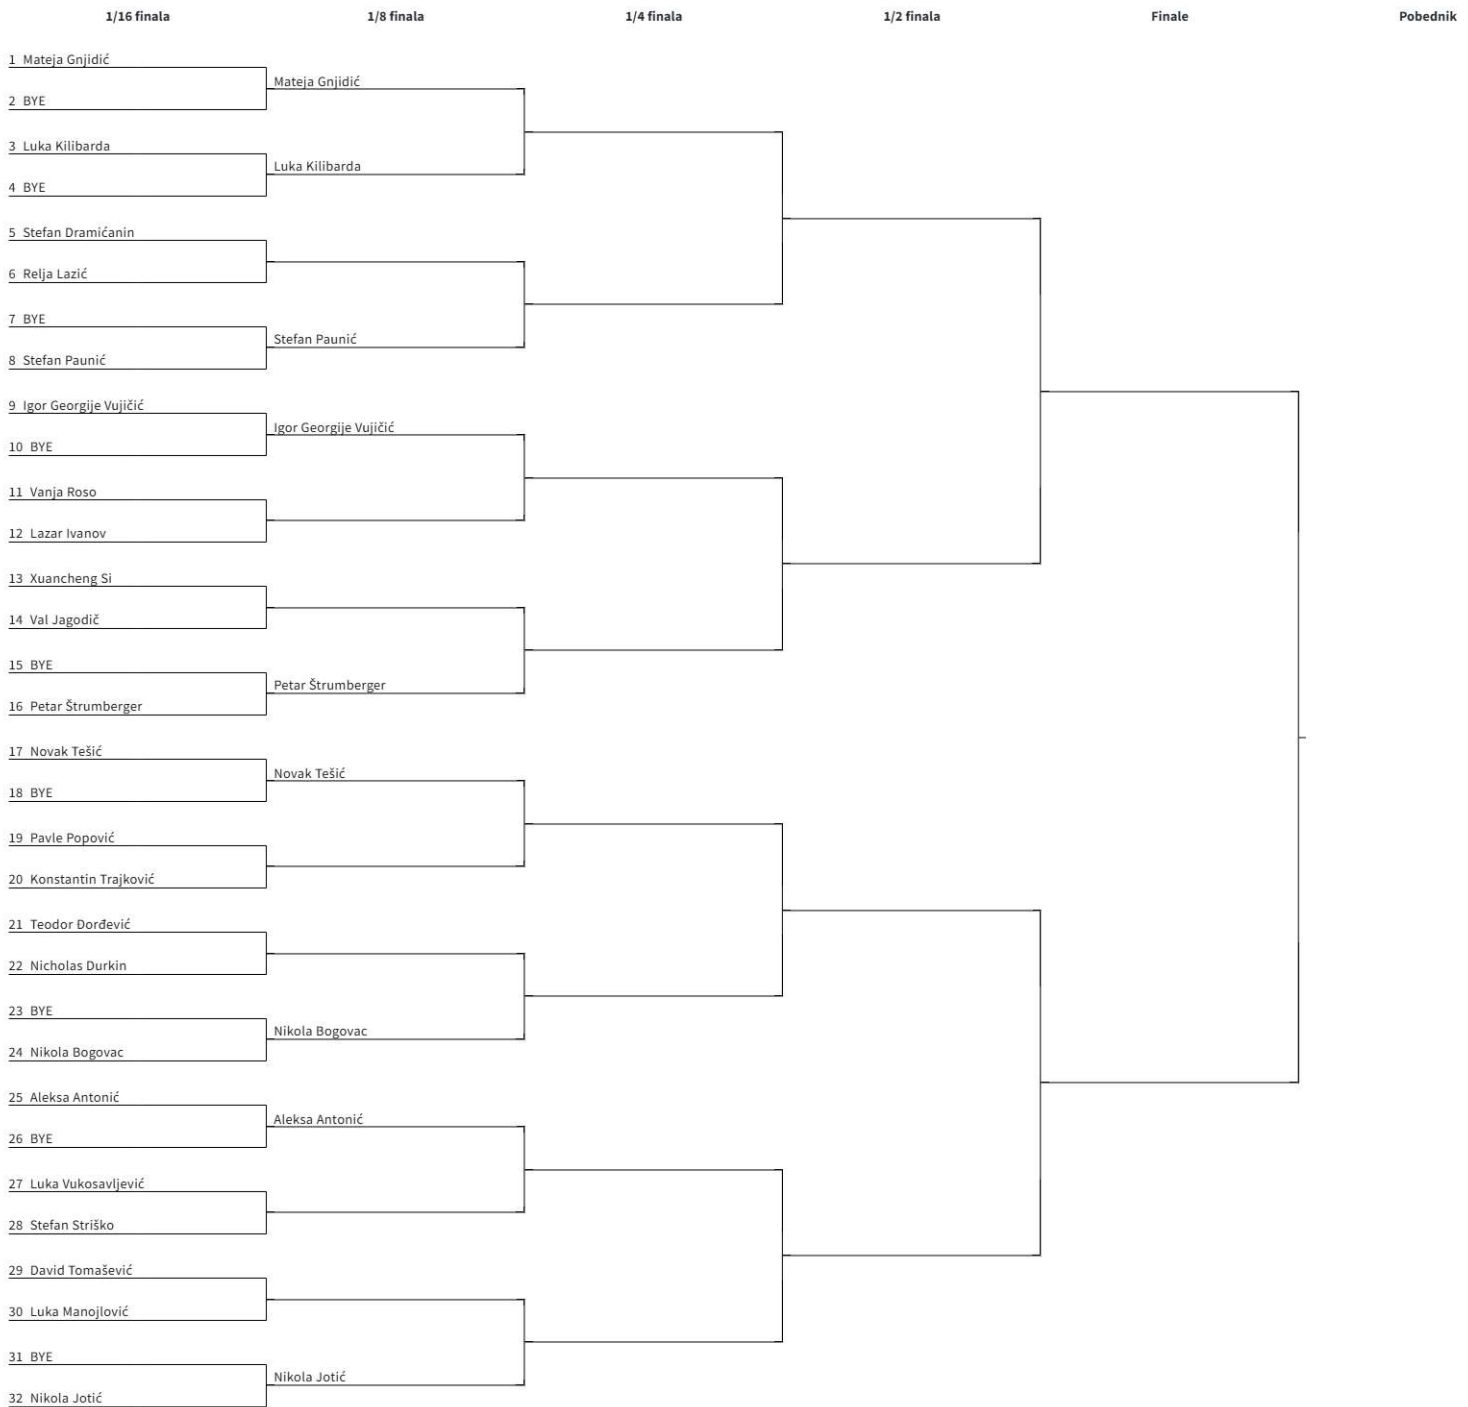 1/16 finala 1/8 finala 1/4 finala 1/2 finala Finale Pobednik
1 Mateja Gnjidić
Mateja Gnjidić
2 BYE
3 Luka Kilibarda
Luka Kilibarda
4 BYE
5 Stefan Dramićanin
6 Relja Lazić
7 BYE
Stefan Paunić
8 Stefan Paunić
9 Igor Georgije Vujičić
Igor Georgije Vujičić
10 BYE
11 Vanja Roso
12 Lazar Ivanov
13 Xuancheng Si
14 Val Jagodič
15 BYE
Petar Štrumberger
16 Petar Štrumberger
17 Novak Tešić
Novak Tešić
18 BYE
19 Pavle Popović
20 Konstantin Trajković
21 Teodor Đorđević
22 Nicholas Durkin
23 BYE
Nikola Bogovac
24 Nikola Bogovac
25 Aleksa Antonić
Aleksa Antonić
26 BYE
27 Luka Vukosavljević
28 Stefan Striško
29 David Tomašević
30 Luka Manojlović
31 BYE
Nikola Jotić
32 Nikola Jotić